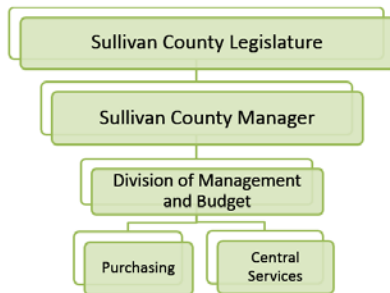 Sullivan County Legislature
Sullivan County Manager
Division of Management
and Budget
Purchasing
Central
Services